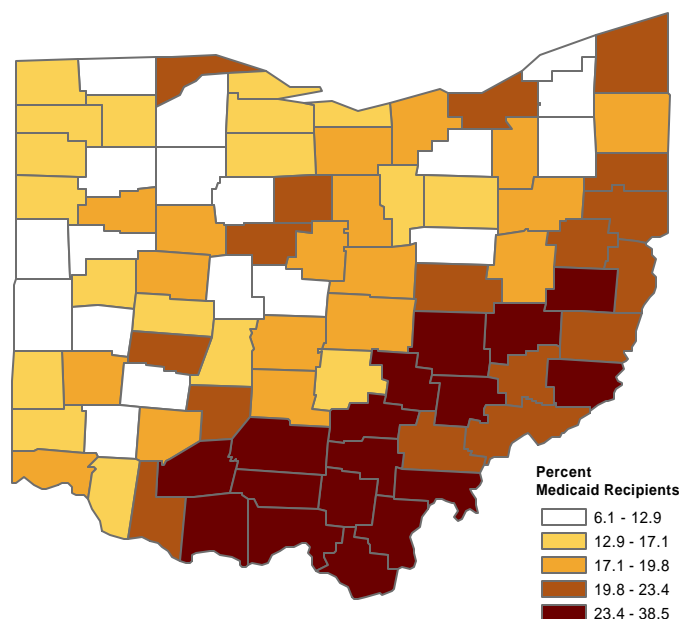 Percent
Medicaid Recipients
6.1 - 12.9
12.9 - 17.1
17.1 - 19.8
19.8 - 23.4
23.4 - 38.5